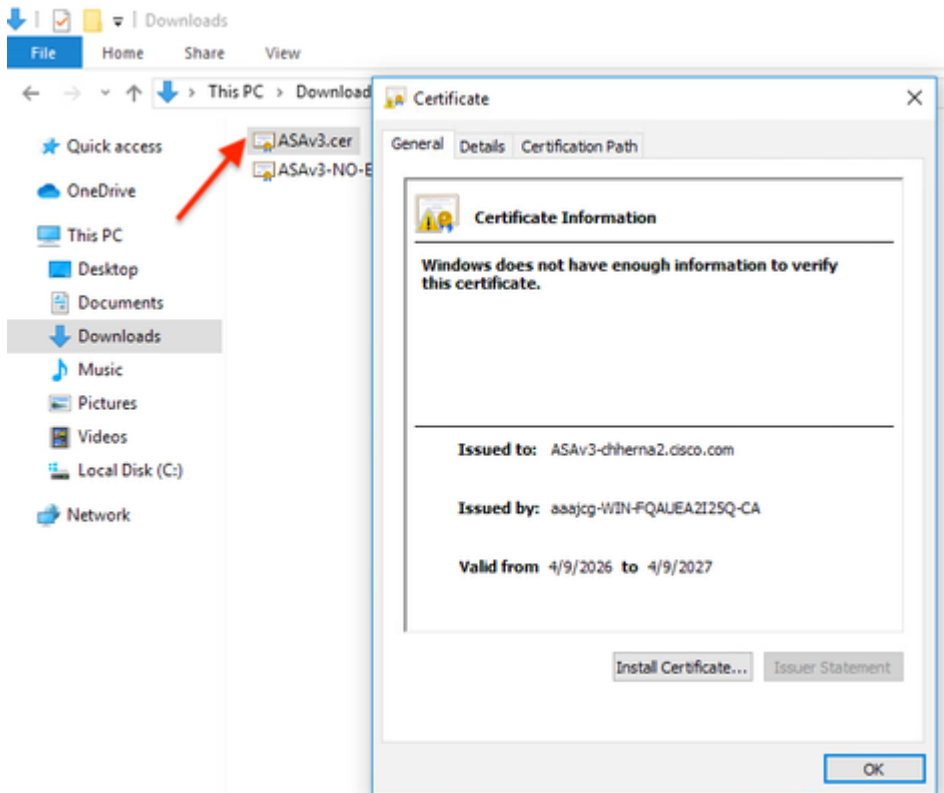 Downloads
File Home Share View
This PC > Download
Quick access
OneDrive
This PC
Desktop
Documents
Downloads
Music
Pictures
Videos
Local Disk (C:)
Network
ASAv3.cer
ASAv3-NO-E
Certificate
General Details Certification Path
Certificate Information
Windows does not have enough information to verify
this certificate.
Issued to: ASAv3-chherna2.cisco.com
Issued by: aaajcg-WIN-FQAUEA2I2SQ-CA
Valid from 4/9/2026 to 4/9/2027
Install Certificate... Issuer Statement
OK